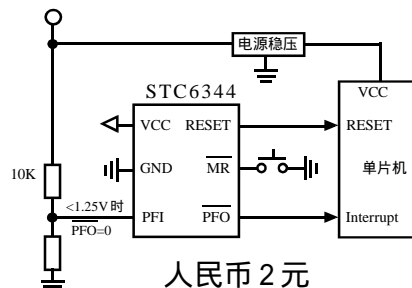 电源稳压
STC6344
VCC
VCC
RESET
RESET
10K
GND
MR
单片机
<1.25V时
PFO=0
PFI
PFO
Interrupt
人民币2元